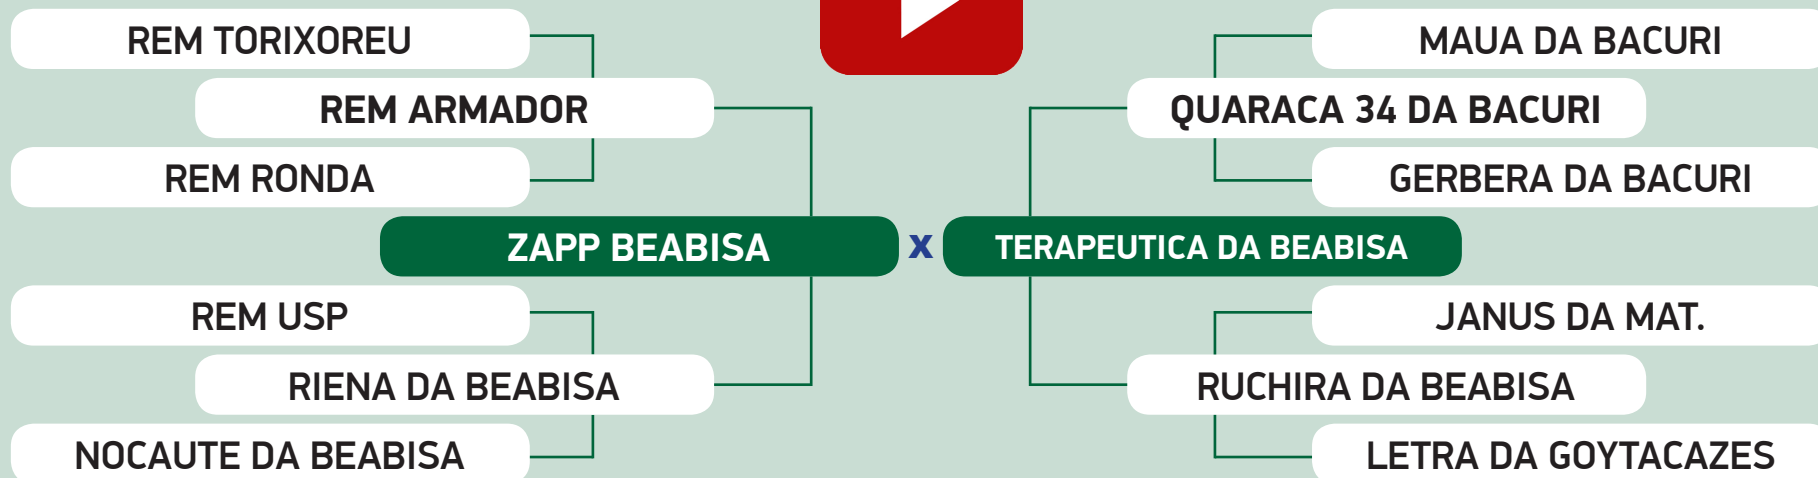 REM TORIXOREU
MAUA DA BACURI
REM ARMADOR
QUARACA 34 DA BACURI
REM RONDA
GERBERA DA BACURI
ZAPP BEABISA x TERAPEUTICA DA BEABISA
REM USP
JANUS DA MAT.
RIENA DA BEABISA
RUCHIRA DA BEABISA
NOCAUTE DA BEABISA
LETRA DA GOYTACAZES